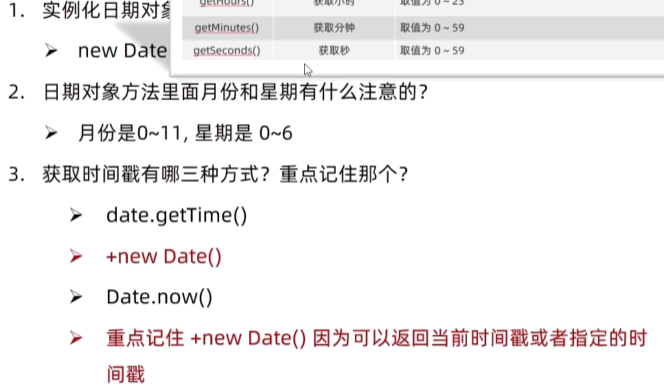 getHours() 获取小时 取值为 0 ~ 23
1. 实例化日期对象
getMinutes() 获取分钟 取值为 0 ~ 59
new Date
getSeconds() 获取秒 取值为 0 ~ 59
2. 日期对象方法里面月份和星期有什么注意的？
月份是0~11, 星期是 0~6
3. 获取时间戳有哪三种方式？重点记住那个？
date.getTime()
+new Date()
Date.now()
重点记住 +new Date() 因为可以返回当前时间戳或者指定的时
间戳